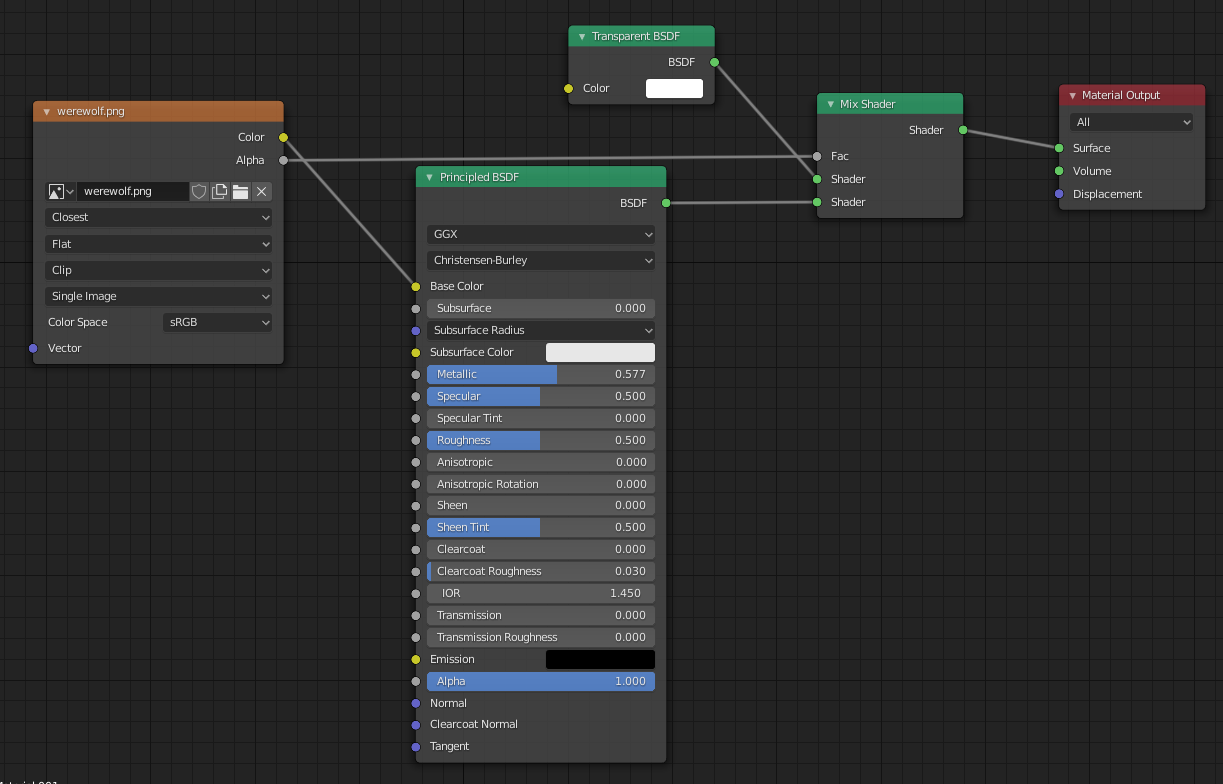 werewolf.png
Color
Alpha
werewolf.png
Closest
Flat
Clip
Single Image
Color Space sRGB
Vector
Transparent BSDF
BSDF
Color
Principled BSDF
BSDF
GGX
Christensen-Burley
Base Color
Subsurface 0.000
Subsurface Radius
Subsurface Color
Metallic 0.577
Specular 0.500
Specular Tint 0.000
Roughness 0.500
Anisotropic 0.000
Anisotropic Rotation 0.000
Sheen 0.000
Sheen Tint 0.500
Clearcoat 0.000
Clearcoat Roughness 0.030
IOR 1.450
Transmission 0.000
Transmission Roughness 0.000
Emission
Alpha 1.000
Normal
Clearcoat Normal
Tangent
Mix Shader
Shader
Fac
Shader
Shader
Material Output
All
Surface
Volume
Displacement